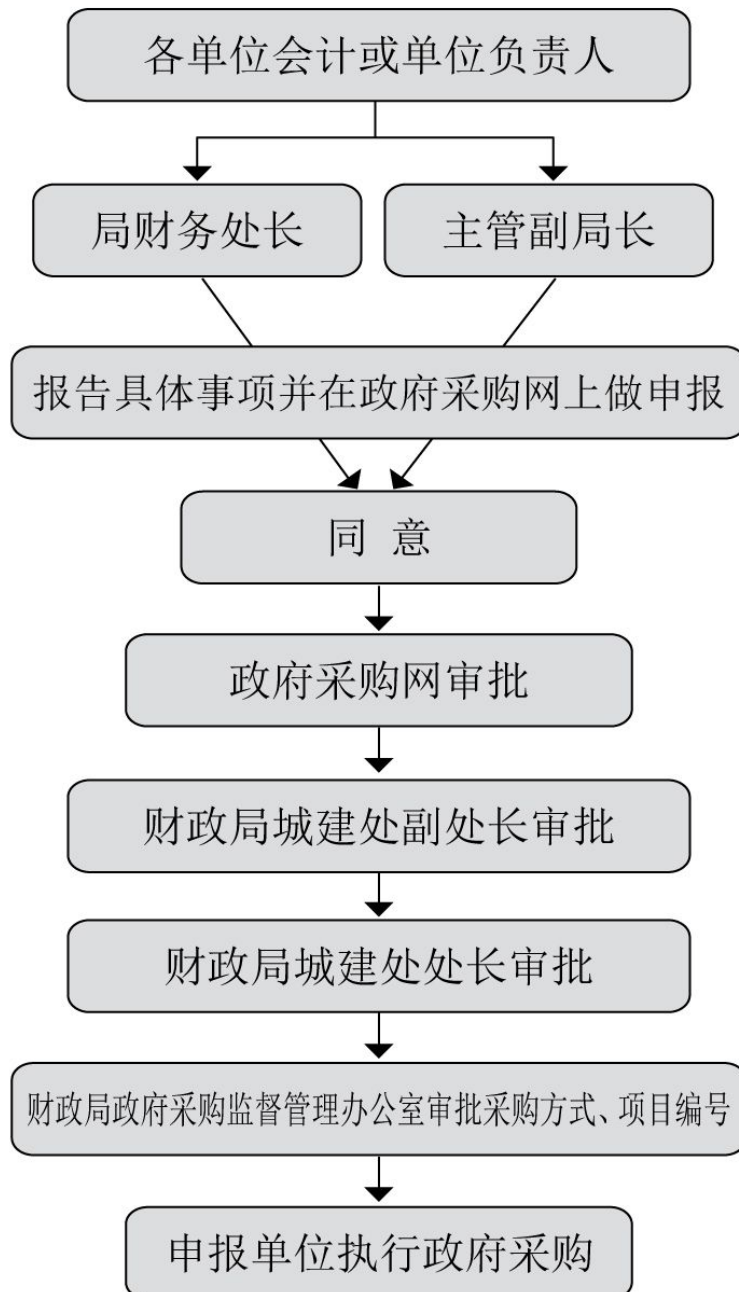 各单位会计或单位负责人
局财务处长
主管副局长
报告具体事项并在政府采购网上做申报
同 意
政府采购网审批
财政局城建处副处长审批
财政局城建处处长审批
财政局政府采购监督管理办公室审批采购方式、项目编号
申报单位执行政府采购